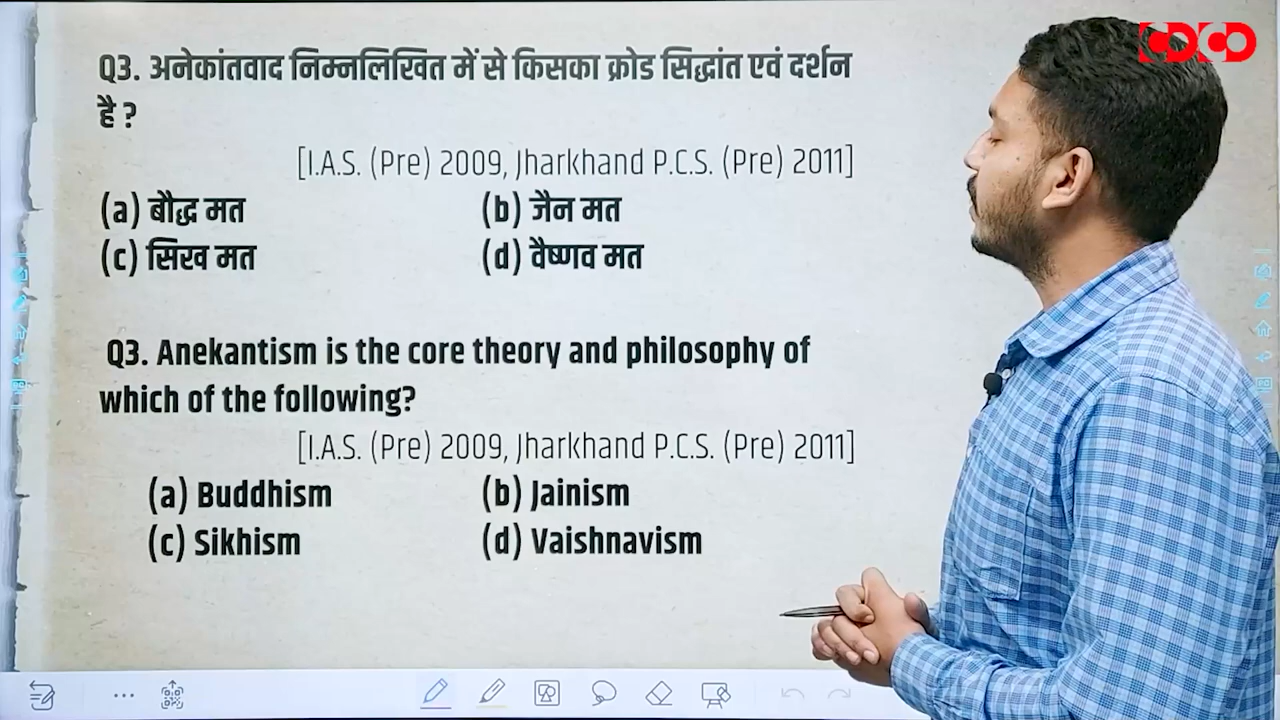 Q3. अनेकांतवाद निम्नलिखित में से किसका क्रोड सिद्धांत एवं दर्शन
है ?
[I.A.S. (Pre) 2009, Jharkhand P.C.S. (Pre) 2011]
(a) बौद्ध मत (b) जैन मत
(c) सिख मत (d) वैष्णव मत
Q3. Anekantism is the core theory and philosophy of
which of the following?
[I.A.S. (Pre) 2009, Jharkhand P.C.S. (Pre) 2011]
(a) Buddhism (b) Jainism
(c) Sikhism (d) Vaishnavism